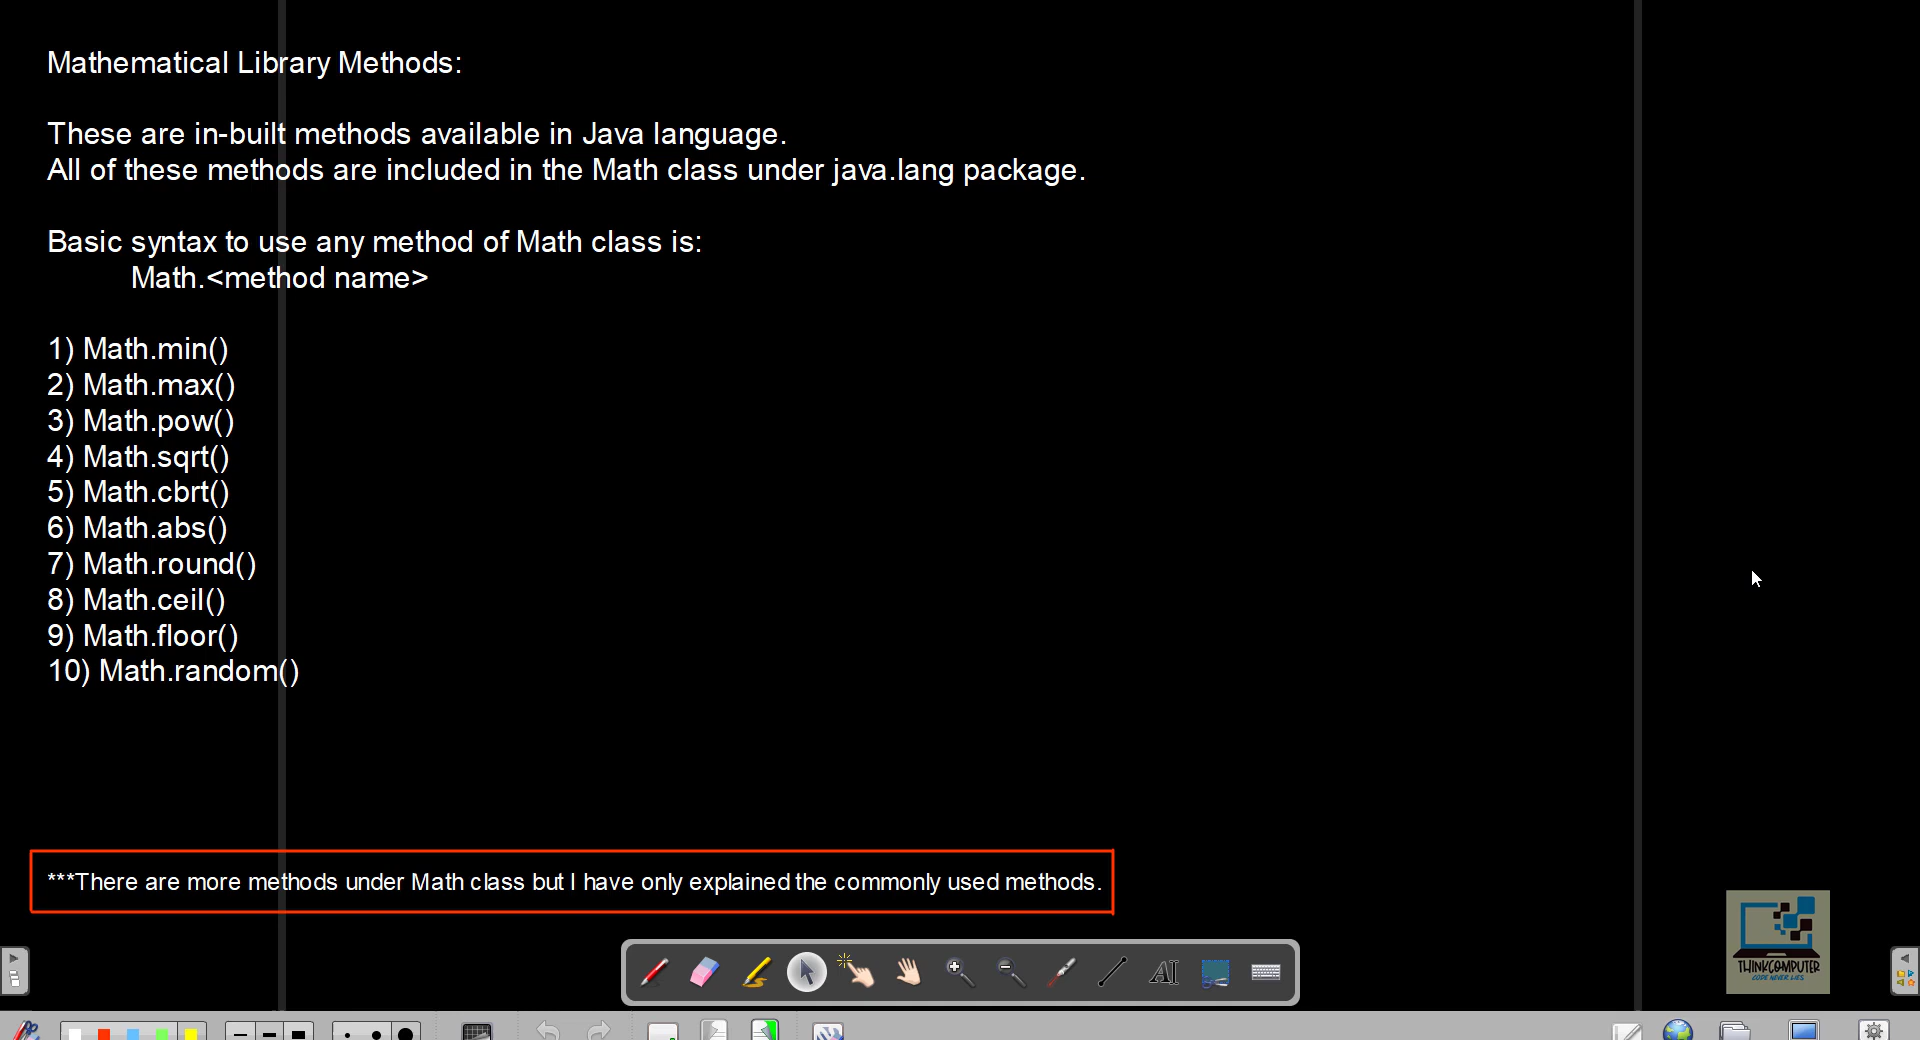 Mathematical Library Methods:
These are in-built methods available in Java language.
All of these methods are included in the Math class under java.lang package.
Basic syntax to use any method of Math class is:
Math.<method name>
1) Math.min()
2) Math.max()
3) Math.pow()
4) Math.sqrt()
5) Math.cbrt()
6) Math.abs()
7) Math.round()
8) Math.ceil()
9) Math.floor()
10) Math.random()
***There are more methods under Math class but I have only explained the commonly used methods.
AI
THINKCOMPUTER
CODE NEVER LIES